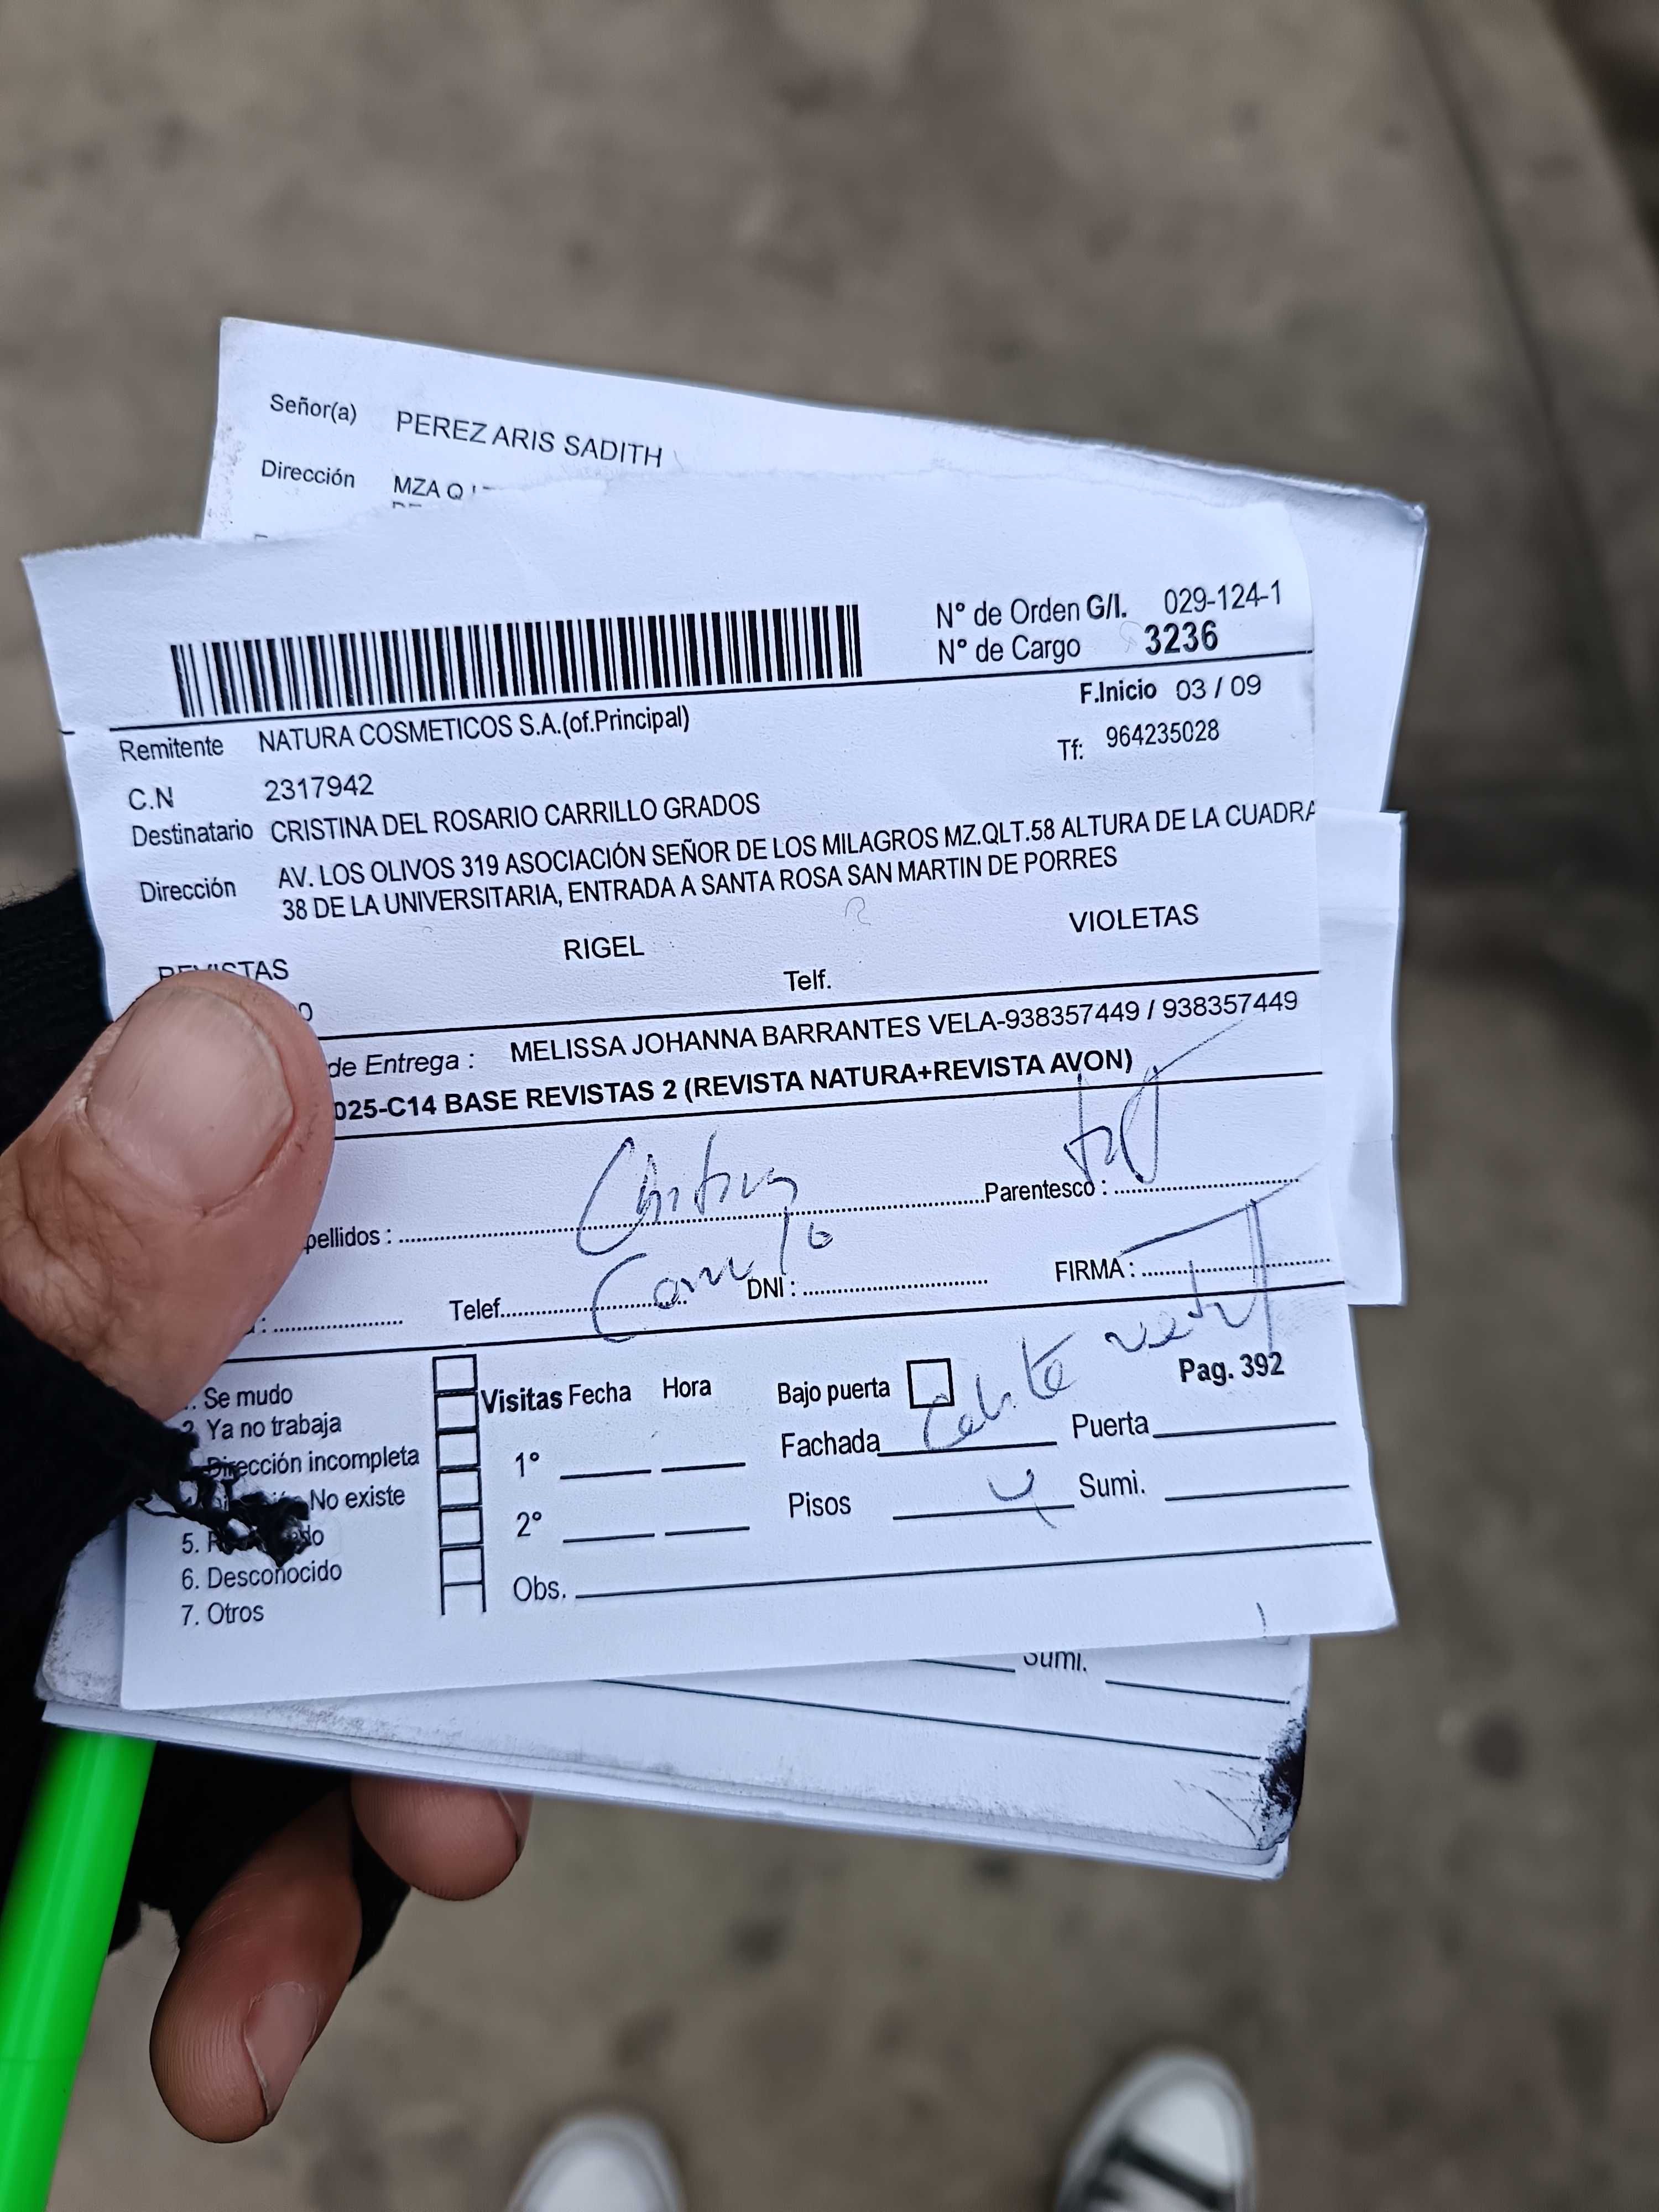 Señor(a) PEREZ ARIS SADITH
Dirección MZA Q
N° de Orden G/I. 029-124-1
N° de Cargo 3236
F.Inicio 03 / 09
Remitente NATURA COSMETICOS S.A.(of.Principal)
Tf: 964235028
C.N 2317942
Destinatario CRISTINA DEL ROSARIO CARRILLO GRADOS
Dirección AV. LOS OLIVOS 319 ASOCIACIÓN SEÑOR DE LOS MILAGROS MZ.QLT.58 ALTURA DE LA CUADRA
38 DE LA UNIVERSITARIA, ENTRADA A SANTA ROSA SAN MARTIN DE PORRES
REVISTAS RIGEL VIOLETAS
Telf.
de Entrega : MELISSA JOHANNA BARRANTES VELA-938357449 / 938357449
025-C14 BASE REVISTAS 2 (REVISTA NATURA+REVISTA AVON)
pellidos : Parentesco :
Telef. DNI : FIRMA :
Se mudo
Visitas Fecha Hora Bajo puerta Pag. 392
Ya no trabaja
Dirección incompleta 1° Fachada Puerta
No existe
5. 2° Pisos 4 Sumi.
6. Desconocido
7. Otros Obs.
Sumi.